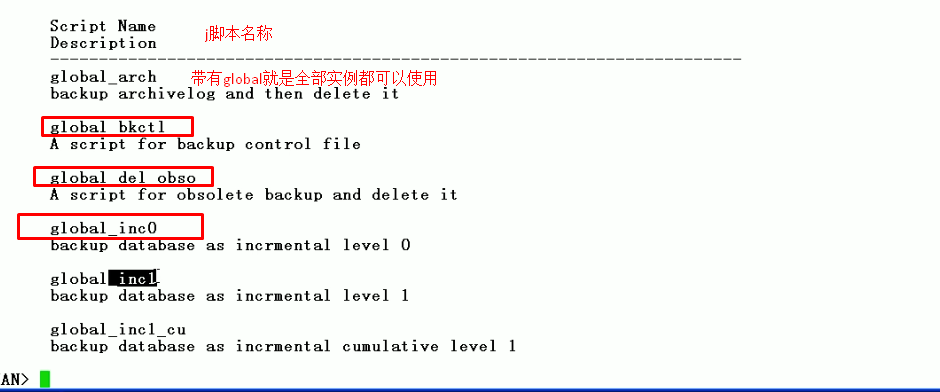 Script Name
j脚本名称
Description
--------------------------------------------------------------------------------
global_arch
带有global就是全部实例都可以使用
backup archivelog and then delete it
global_bkctl
A script for backup control file
global_del_obso
A script for obsolete backup and delete it
global_inc0
backup database as incrmental level 0
global_inc1
backup database as incrmental level 1
global_inc1_cu
backup database as incrmental cumulative level 1
AN>